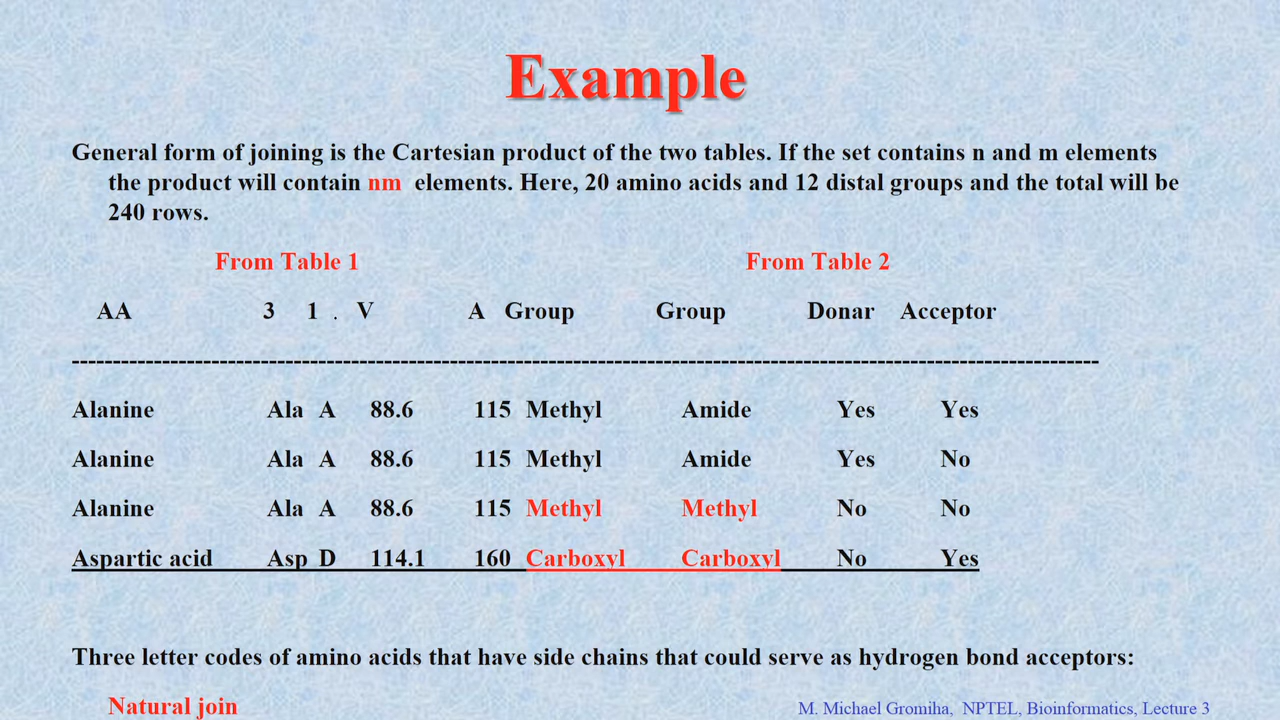 Example
General form of joining is the Cartesian product of the two tables. If the set contains n and m elements
the product will contain nm elements. Here, 20 amino acids and 12 distal groups and the total will be
240 rows.
From Table 1 From Table 2
AA 3 1 . V A Group Group Donar Acceptor
-----------------------------------------------------------------------------------------------------------------------------
Alanine Ala A 88.6 115 Methyl Amide Yes Yes
Alanine Ala A 88.6 115 Methyl Amide Yes No
Alanine Ala A 88.6 115 Methyl Methyl No No
Aspartic acid Asp D 114.1 160 Carboxyl Carboxyl No Yes
Three letter codes of amino acids that have side chains that could serve as hydrogen bond acceptors:
Natural join
M. Michael Gromiha, NPTEL, Bioinformatics, Lecture 3